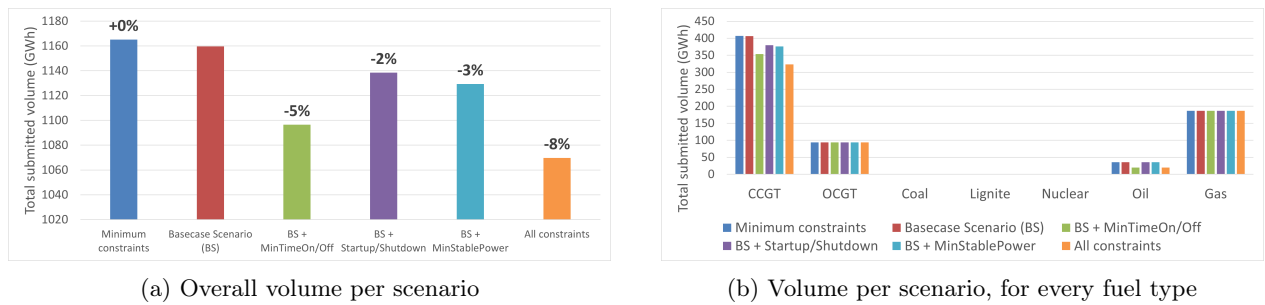 Total submitted volume (GWh)
1180
1160
1140
1120
1100
1080
1060
1040
1020
+0%
-5%
-2%
-3%
-8%
Minimum constraints
Basecase Scenario (BS)
BS + MinTimeOn/Off
BS + Startup/Shutdown
BS + MinStablePower
All constraints
(a) Overall volume per scenario
Total submitted volume (GWh)
450
400
350
300
250
200
150
100
50
0
CCGT
OCGT
Coal
Lignite
Nuclear
Oil
Gas
Minimum constraints
Basecase Scenario (BS)
BS + MinTimeOn/Off
BS + Startup/Shutdown
BS + MinStablePower
All constraints
(b) Volume per scenario, for every fuel type